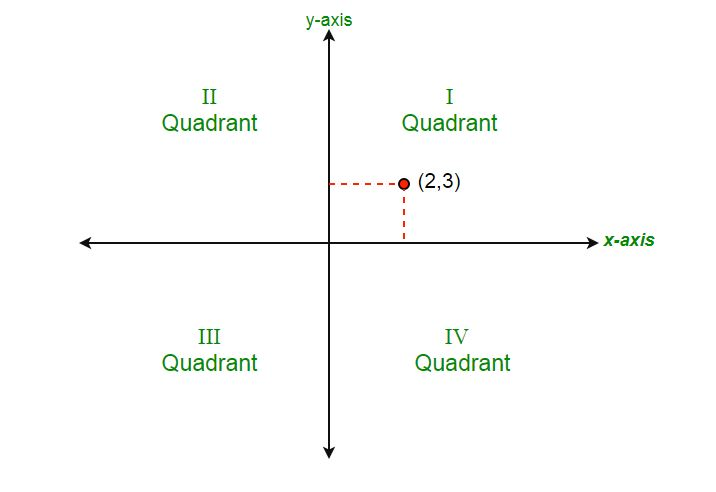 y-axis
II
Quadrant
I
Quadrant
(2,3)
x-axis
III
Quadrant
IV
Quadrant